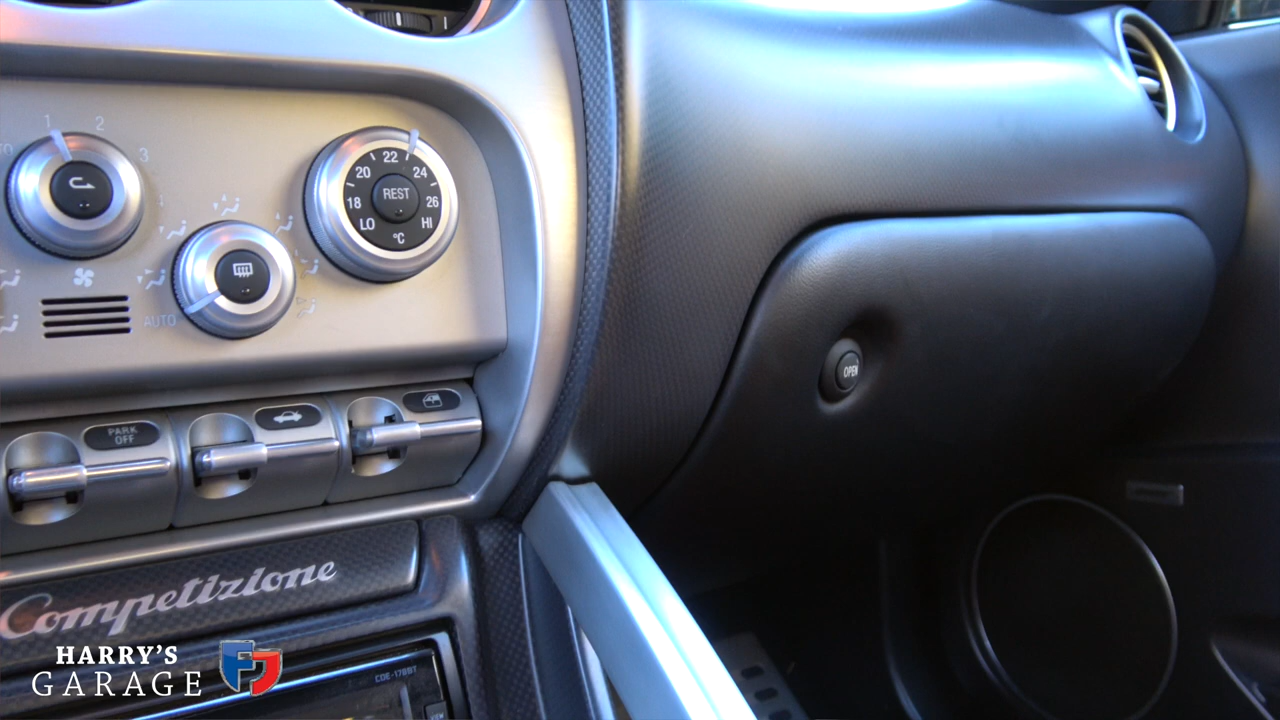 1
2
3
4
22
20
24
18
REST
26
LO
HI
°C
AUTO
PARK
OFF
OPEN
Competizione
HARRY'S
GARAGE
CDE-178BT